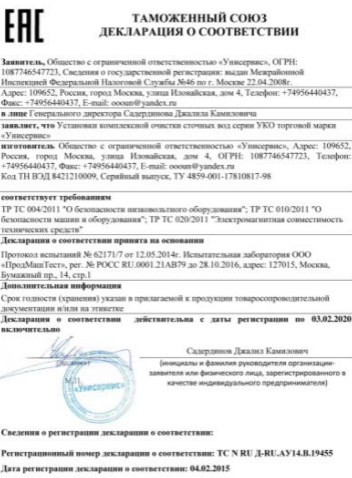 ЕАС
ТАМОЖЕННЫЙ СОЮЗ
ДЕКЛАРАЦИЯ О СООТВЕТСТВИИ
Заявитель, Общество с ограниченной ответственностью «Унисервис», ОГРН:
1087746547723, Сведения о государственной регистрации: выдан Межрайонной
Инспекцией Федеральной Налоговой Службы №46 по г. Москве 22.04.2008г.
Адрес: 109652, Россия, город Москва, улица Иловайская, дом 4, Телефон: +74956440437,
Факс: +74956440437, E-mail: oooun@yandex.ru
в лице Генерального директора Садердинова Джалила Камиловича
заявляет, что Установки комплексной очистки сточных вод серии УКО торговой марки
«Унисервис»
изготовитель Общество с ограниченной ответственностью «Унисервис», Адрес: 109652,
Россия, город Москва, улица Иловайская, дом 4, ОГРН: 1087746547723, Телефон:
+74956440437, Факс: +74956440437, E-mail: oooun@yandex.ru
Код ТН ВЭД 8421210009, Серийный выпуск, ТУ 4859-001-17810817-98
соответствует требованиям
ТР ТС 004/2011 "О безопасности низковольтного оборудования"; ТР ТС 010/2011 "О
безопасности машин и оборудования"; ТР ТС 020/2011 "Электромагнитная совместимость
технических средств"
Декларация о соответствии принята на основании
Протокол испытаний № 62171/7 от 12.05.2014г. Испытательная лаборатория ООО
«ПродМашТест», рег. № РОСС RU.0001.21АВ79 до 28.10.2016, адрес: 127015, Москва,
Бумажный пр., 14, стр.1
Дополнительная информация
Срок годности (хранения) указан в прилагаемой к продукции товаросопроводительной
документации и/или на этикетке
Декларация о соответствии действительна с даты регистрации по 03.02.2020
включительно
Садердинов Джалил Камилович
(инициалы и фамилия руководителя организации-
заявителя или физического лица, зарегистрированного в
качестве индивидуального предпринимателя)
М.П.
«Унисервис»
Сведения о регистрации декларации о соответствии:
Регистрационный номер декларации о соответствии: ТС N RU Д-RU.АУ14.В.19455
Дата регистрации декларации о соответствии: 04.02.2015